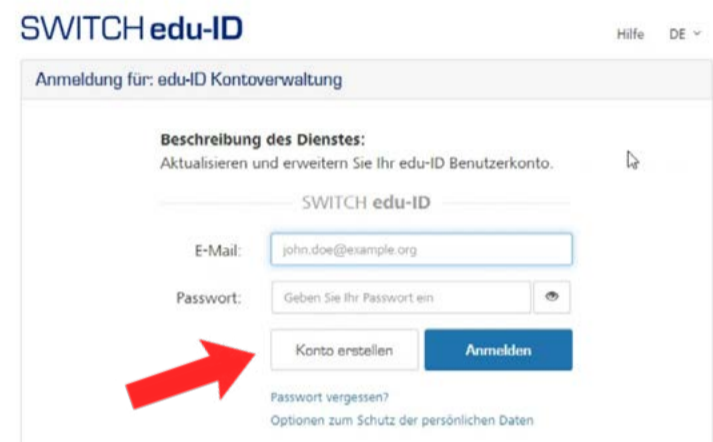 SWITCH edu-ID
Hilfe DE
Anmeldung für: edu-ID Kontoverwaltung
Beschreibung des Dienstes:
Aktualisieren und erweitern Sie Ihr edu-ID Benutzerkonto.
SWITCH edu-ID
E-Mail: john.doe@example.org
Passwort: Geben Sie Ihr Passwort ein
Konto erstellen Anmelden
Passwort vergessen?
Optionen zum Schutz der persönlichen Daten